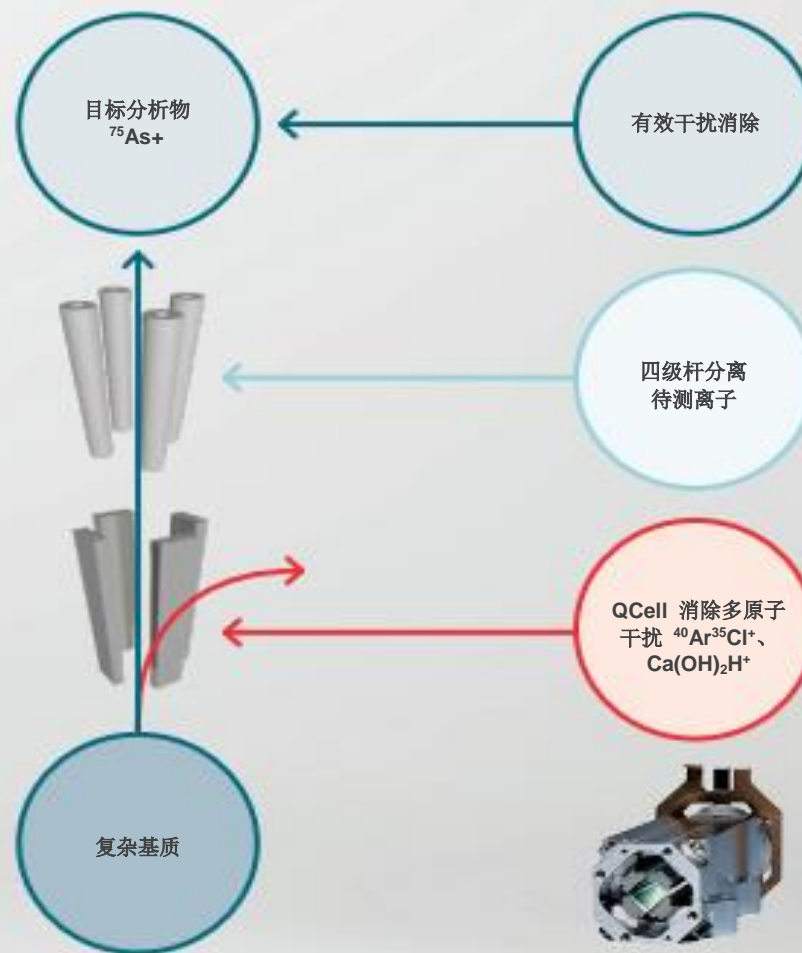 目标分析物
⁷⁵As+
有效干扰消除
四级杆分离
待测离子
QCell 消除多原子
干扰 ⁴⁰Ar³⁵Cl⁺、
Ca(OH)₂H⁺
复杂基质